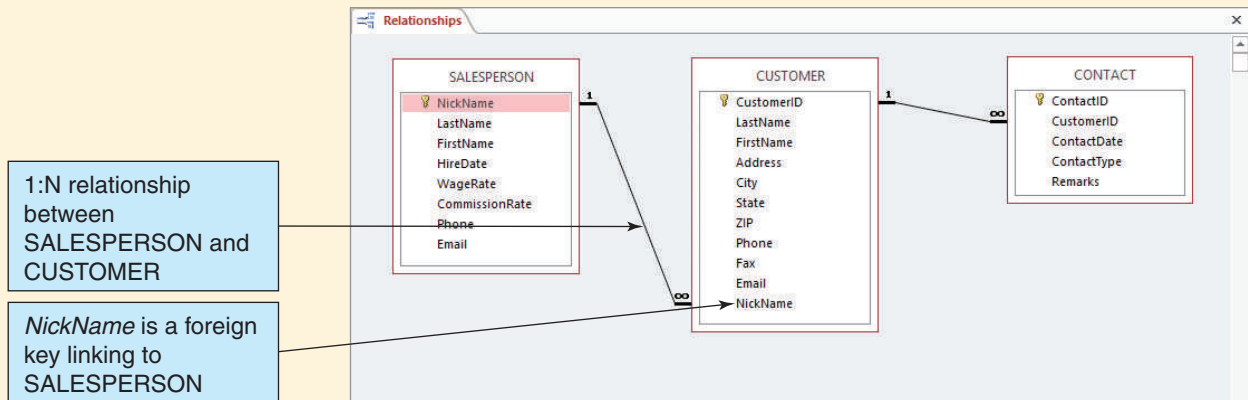 Relationships
SALESPERSON
NickName
LastName
FirstName
HireDate
WageRate
CommissionRate
Phone
Email
1
∞
CUSTOMER
CustomerID
LastName
FirstName
Address
City
State
ZIP
Phone
Fax
Email
NickName
1
∞
CONTACT
ContactID
CustomerID
ContactDate
ContactType
Remarks
1:N relationship
between
SALESPERSON and
CUSTOMER
NickName is a foreign
key linking to
SALESPERSON